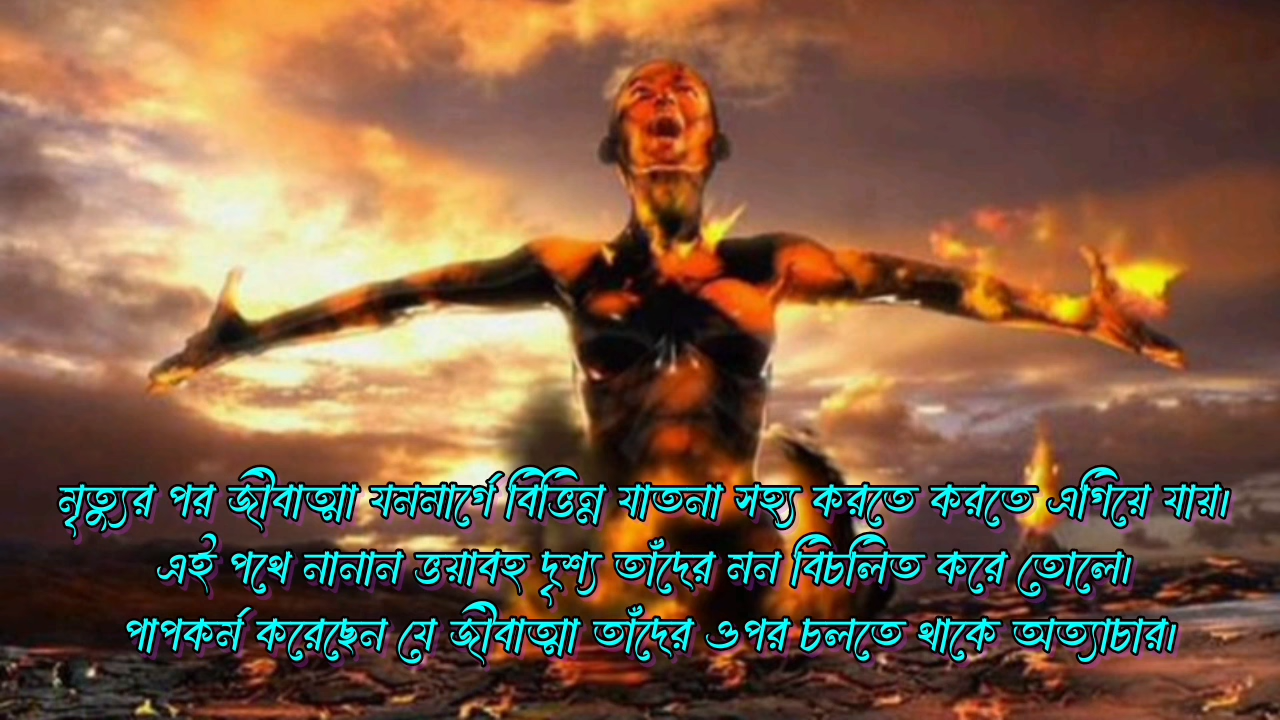 মৃত্যুর পর জীবাত্মা যমমার্গে বিভিন্ন যাতনা সহ্য করতে করতে এগিয়ে যায়।
এই পথে নানান ভয়াবহ দৃশ্য তাঁদের মন বিচলিত করে তোলে।
পাপকর্ম করেছেন যে জীবাত্মা তাঁদের ওপর চলতে থাকে অত্যাচার।